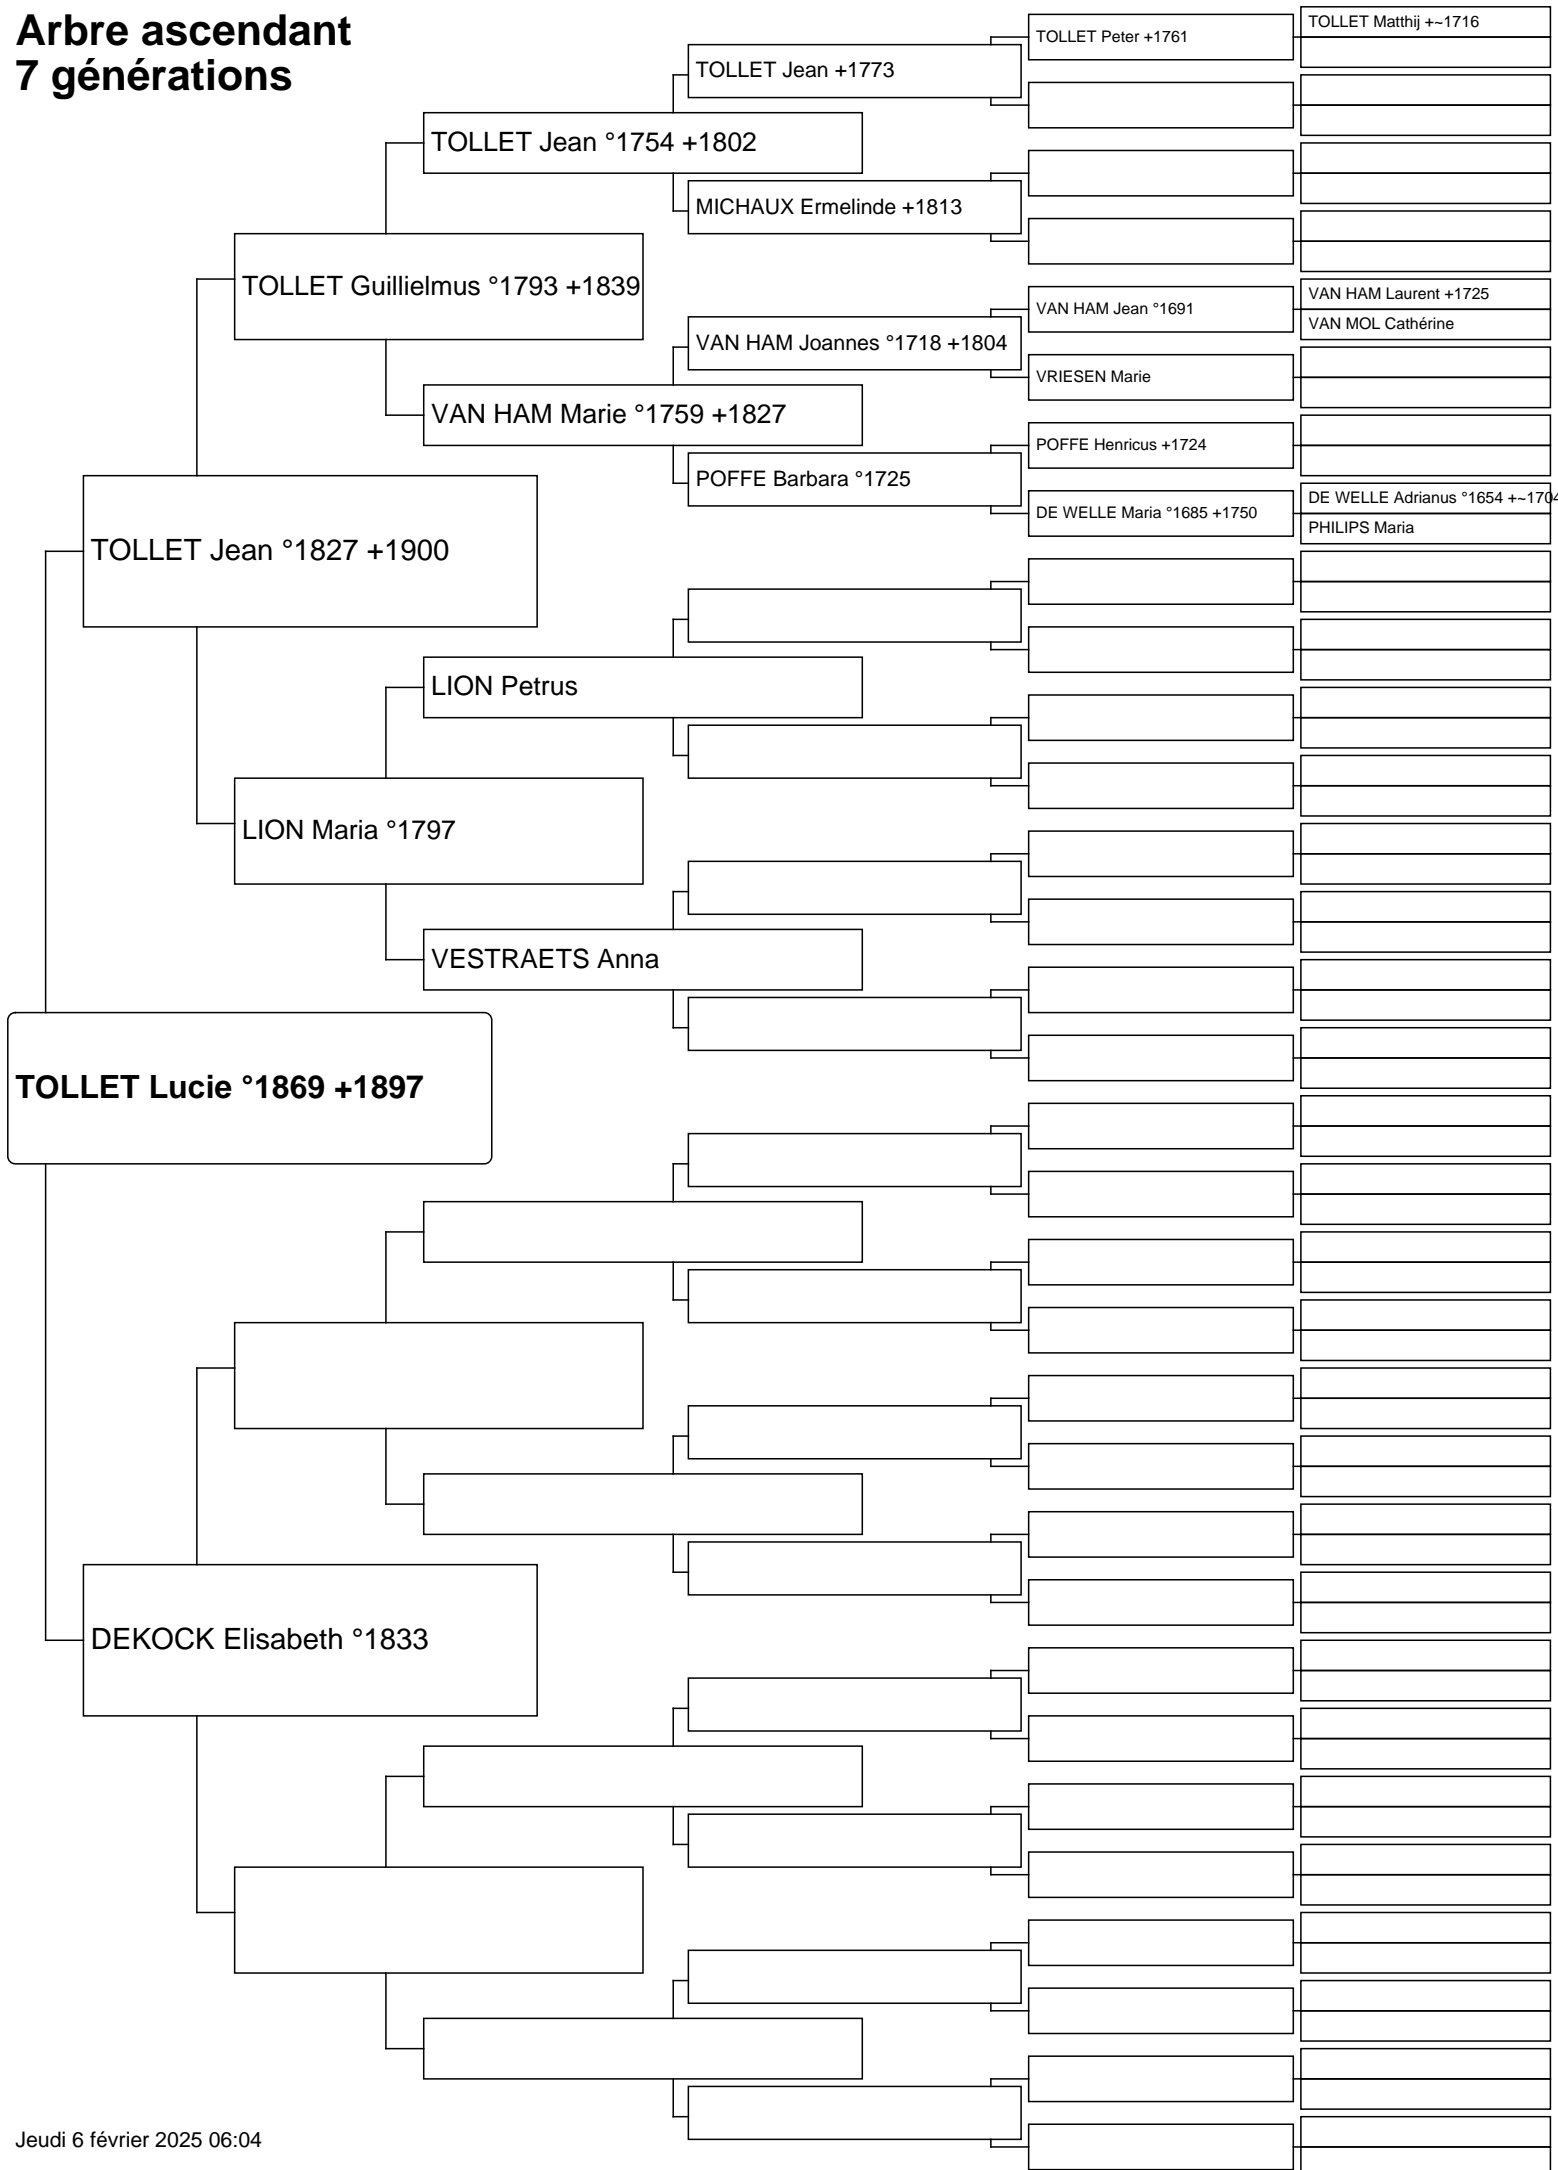 Arbre ascendant
7 générations
TOLLET Lucie °1869 +1897
TOLLET Jean °1827 +1900
DEKOCK Elisabeth °1833
TOLLET Guillielmus °1793 +1839
LION Maria °1797
TOLLET Jean °1754 +1802
VAN HAM Marie °1759 +1827
LION Petrus
VESTRAETS Anna
TOLLET Jean +1773
MICHAUX Ermelinde +1813
VAN HAM Joannes °1718 +1804
POFFE Barbara °1725
TOLLET Peter +1761
VAN HAM Jean °1691
VRIESEN Marie
POFFE Henricus +1724
DE WELLE Maria °1685 +1750
TOLLET Matthij +~1716
VAN HAM Laurent +1725
VAN MOL Cathérine
DE WELLE Adrianus °1654 +~1704
PHILIPS Maria
Jeudi 6 février 2025 06:04